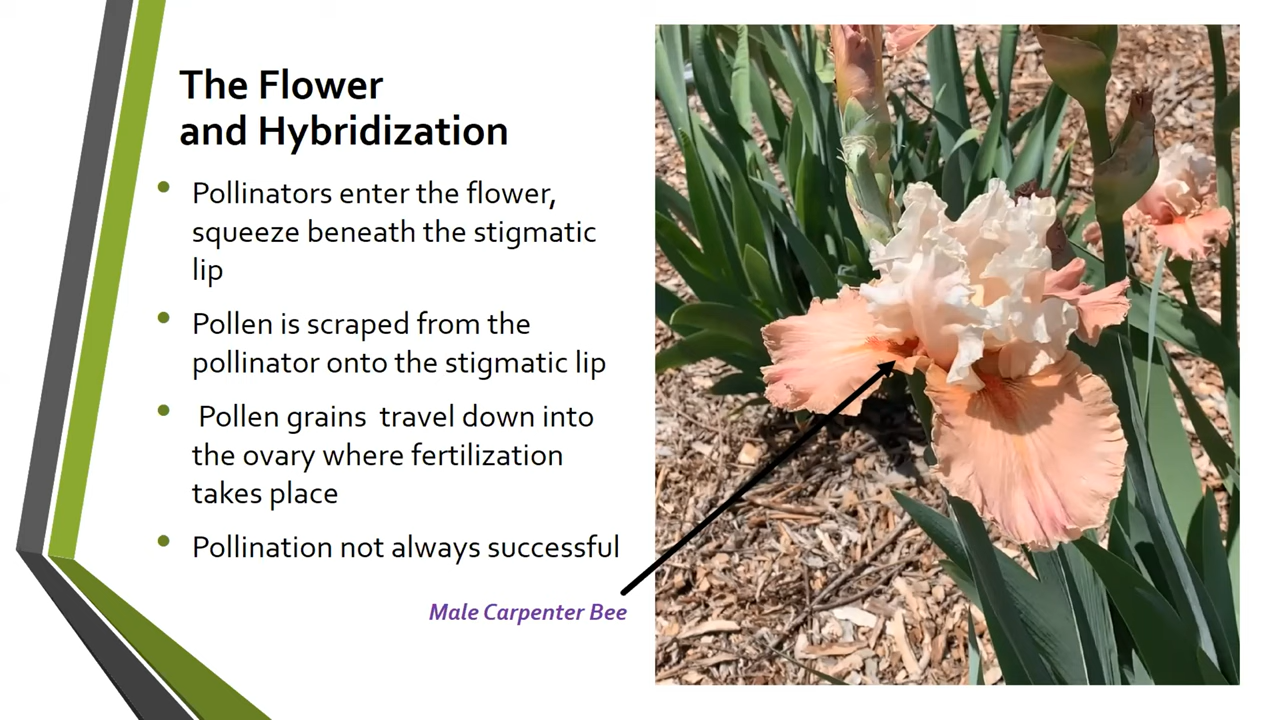 The Flower
and Hybridization
• Pollinators enter the flower,
squeeze beneath the stigmatic
lip
• Pollen is scraped from the
pollinator onto the stigmatic lip
• Pollen grains  travel down into
the ovary where fertilization
takes place
• Pollination not always successful
Male Carpenter Bee